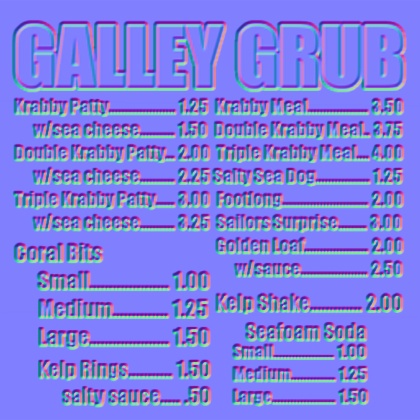 GALLEY GRUB
Krabby Patty 1.25
w/sea cheese 1.50
Double Krabby Patty 2.00
w/sea cheese 2.25
Triple Krabby Patty 3.00
w/sea cheese 3.25
Coral Bits
Small 1.00
Medium 1.25
Large 1.50
Kelp Rings 1.50
salty sauce .50
Krabby Meal 3.50
Double Krabby Meal 3.75
Triple Krabby Meal 4.00
Salty Sea Dog 1.25
Footlong 2.00
Sailors Surprise 3.00
Golden Loaf 2.00
w/sauce 2.50
Kelp Shake 2.00
Seafoam Soda
Small 1.00
Medium 1.25
Large 1.50